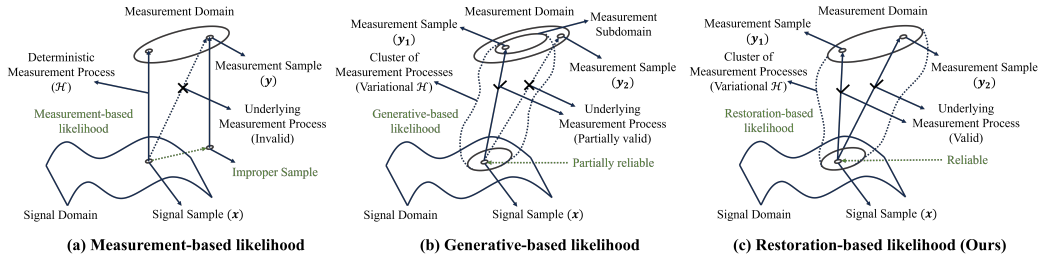 Measurement Domain
Deterministic
Measurement Process
(ℋ)
Measurement Sample
(𝒚)
Measurement-based
likelihood
Underlying
Measurement Process
(Invalid)
Improper Sample
Signal Domain
Signal Sample (𝒙)
(a) Measurement-based likelihood
Measurement Domain
Measurement Sample
(𝒚₁)
Measurement
Subdomain
Cluster of
Measurement Processes
(Variational ℋ)
Measurement Sample
(𝒚₂)
Generative-based
likelihood
Underlying
Measurement Process
(Partially valid)
Partially reliable
Signal Domain
Signal Sample (𝒙)
(b) Generative-based likelihood
Measurement Domain
Measurement Sample
(𝒚₁)
Cluster of
Measurement Processes
(Variational ℋ)
Measurement Sample
(𝒚₂)
Restoration-based
likelihood
Underlying
Measurement Process
(Valid)
Reliable
Signal Domain
Signal Sample (𝒙)
(c) Restoration-based likelihood (Ours)